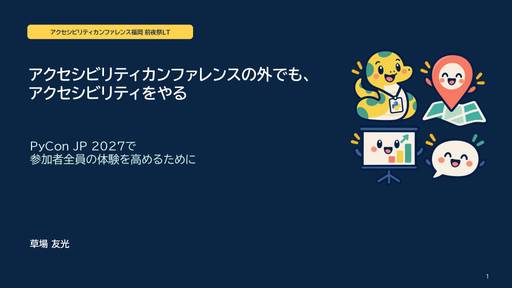 アクセシビリティカンファレンス福岡 前夜祭LT
アクセシビリティカンファレンスの外でも、
アクセシビリティをやる
PyCon JP 2027で
参加者全員の体験を高めるために
草場 友光
1